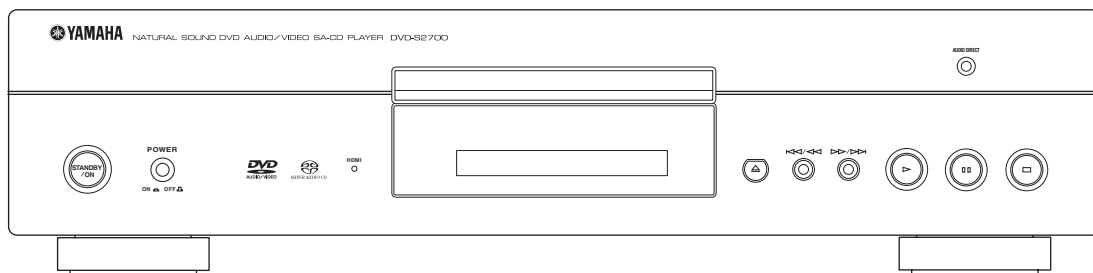 YAMAHA NATURAL SOUND DVD AUDIO/VIDEO SA-CD PLAYER DVD-S2700
AUDIO DIRECT
STANDBY
/ON
POWER
ON OFF
DVD
AUDIO/VIDEO
SUPER AUDIO CD
HDMI